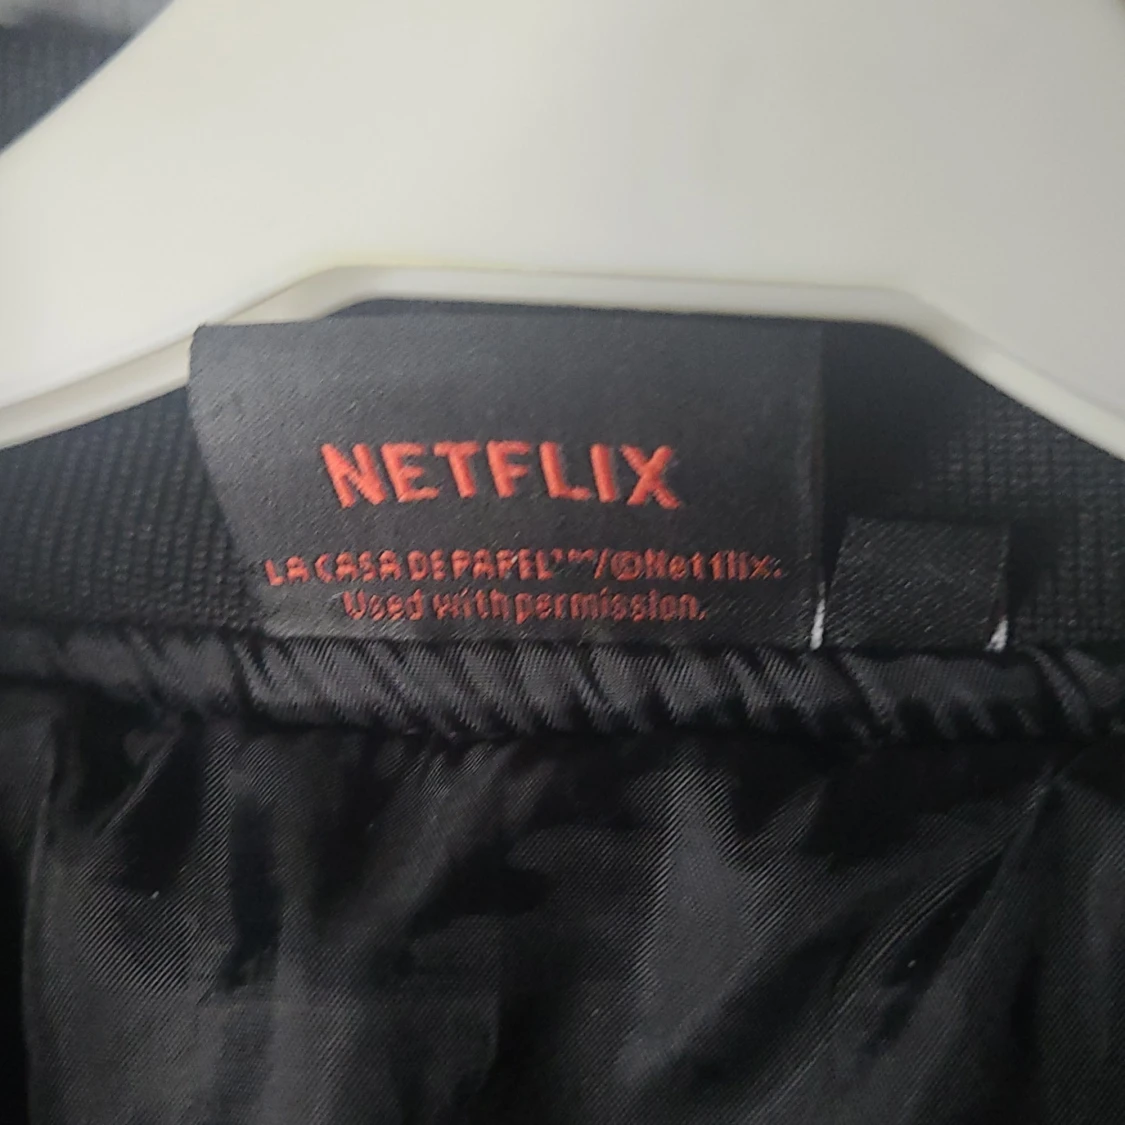 NETFLIX
LA CASA DE PAPEL™/©Netflix.
Used with permission.